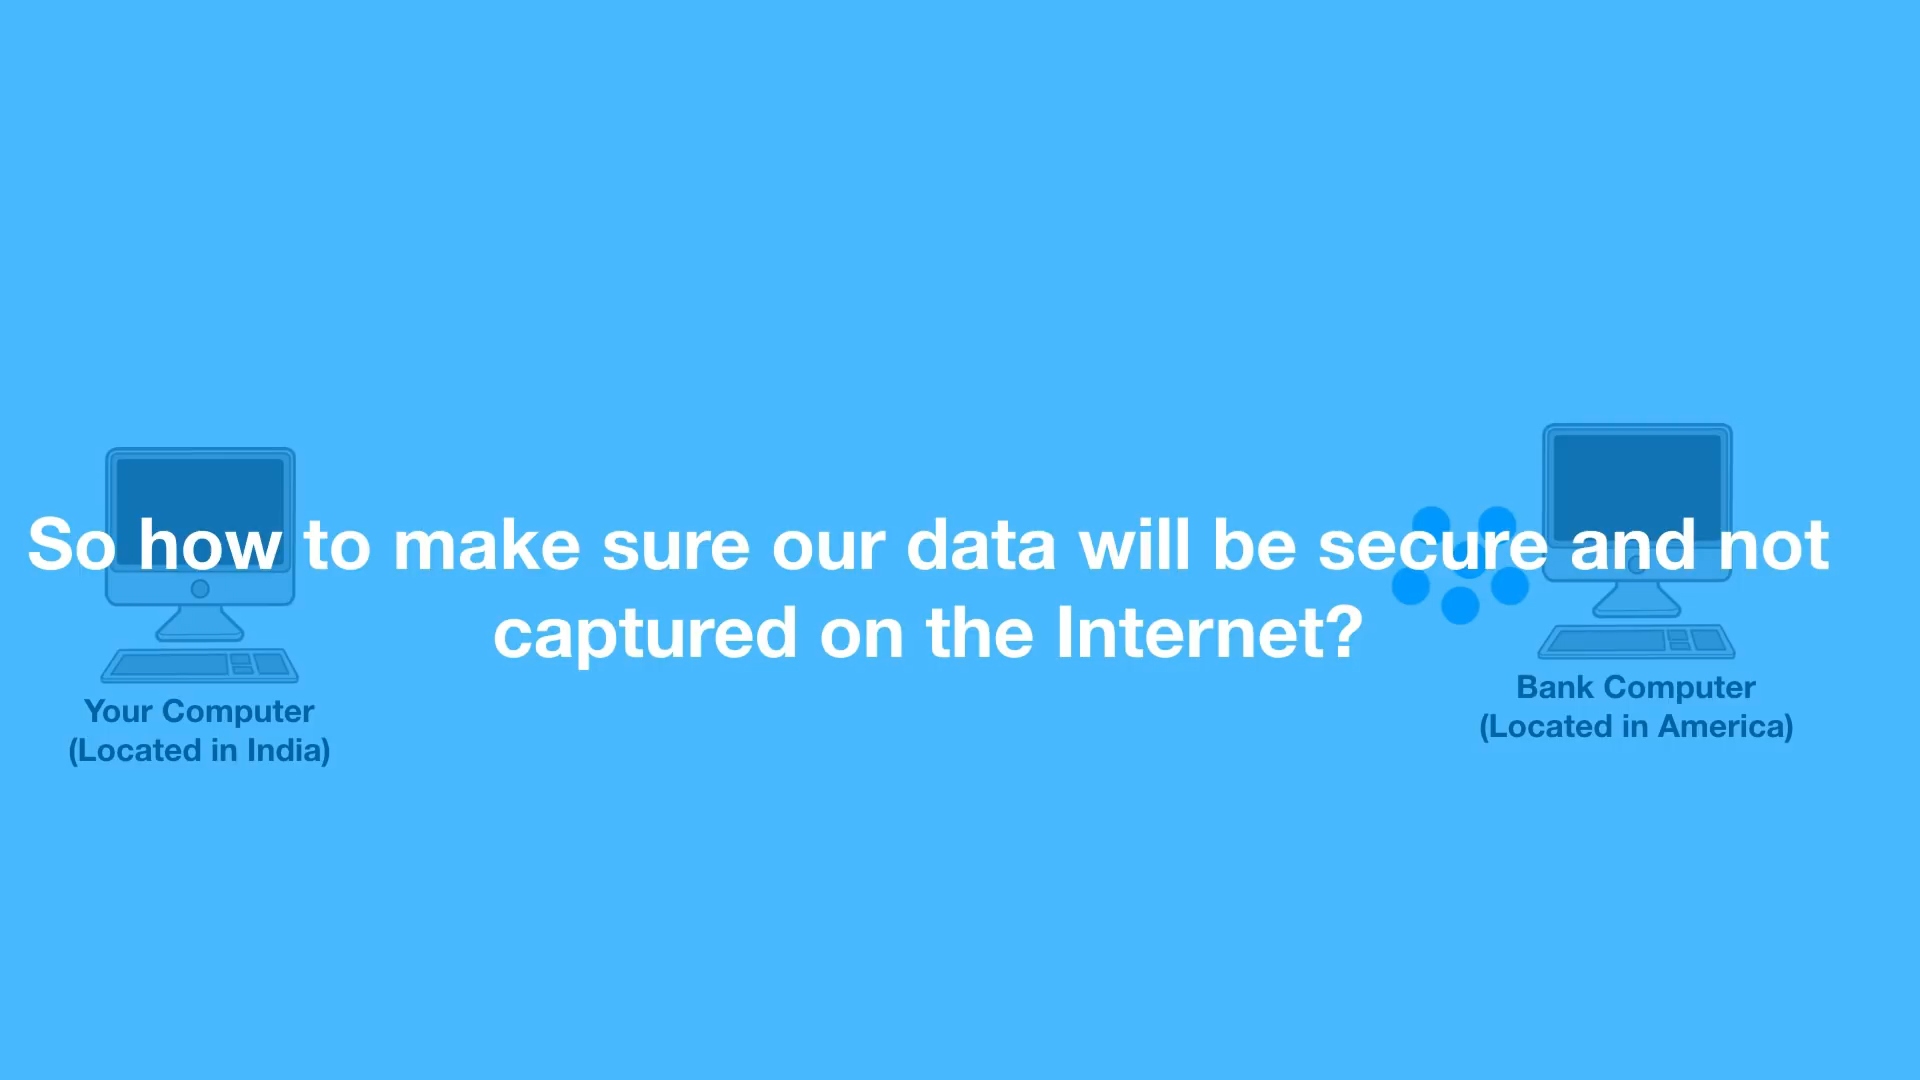 So how to make sure our data will be secure and not
captured on the Internet?
Your Computer
(Located in India)
Bank Computer
(Located in America)